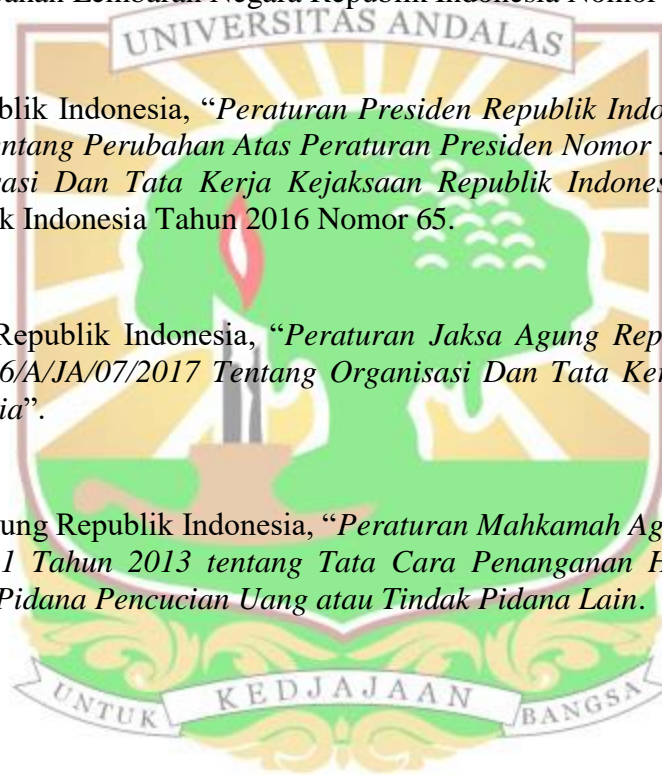 anan Lembaran Negara Republik Indonesia Nomor
UNIVERSITAS ANDALAS
blik Indonesia, “Peraturan Presiden Republik Indo
entang Perubahan Atas Peraturan Presiden Nomor
asi Dan Tata Kerja Kejaksaan Republik Indones
k Indonesia Tahun 2016 Nomor 65.
Republik Indonesia, “Peraturan Jaksa Agung Rep
6/A/JA/07/2017 Tentang Organisasi Dan Tata Ker
ia”.
ung Republik Indonesia, “Peraturan Mahkamah Ag
1 Tahun 2013 tentang Tata Cara Penanganan H
Pidana Pencucian Uang atau Tindak Pidana Lain.
UNTUK KEDJAJAAN BANGSA